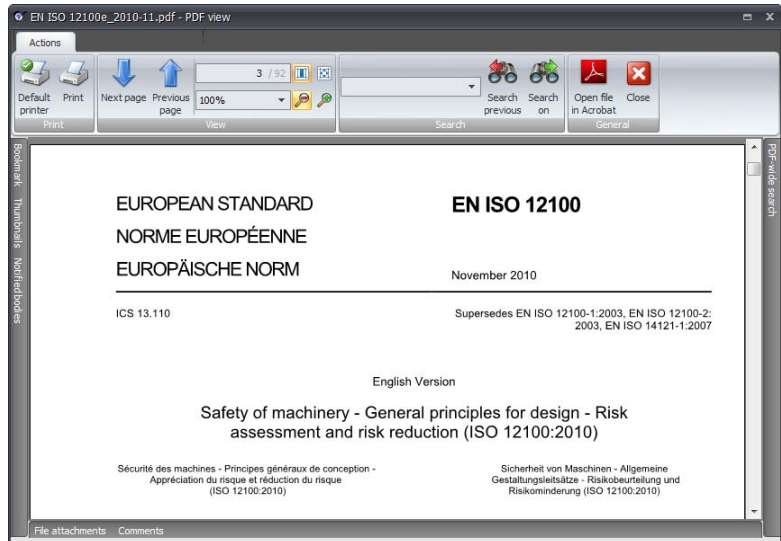 EN ISO 12100e_2010-11.pdf - PDF view
Actions
Default printer
Print
Next page
Previous page
3 / 92
100%
Search previous
Search on
Open file in Acrobat
Close
Print
View
Search
General
Bookmark
Thumbnails
Notified bodies
PDF-wide search
EUROPEAN STANDARD
EN ISO 12100
NORME EUROPÉENNE
EUROPÄISCHE NORM
November 2010
ICS 13.110
Supersedes EN ISO 12100-1:2003, EN ISO 12100-2:
2003, EN ISO 14121-1:2007
English Version
Safety of machinery - General principles for design - Risk
assessment and risk reduction (ISO 12100:2010)
Sécurité des machines - Principes généraux de conception -
Appréciation du risque et réduction du risque
(ISO 12100:2010)
Sicherheit von Maschinen - Allgemeine
Gestaltungsleitsätze - Risikobeurteilung und
Risikominderung (ISO 12100:2010)
File attachments
Comments